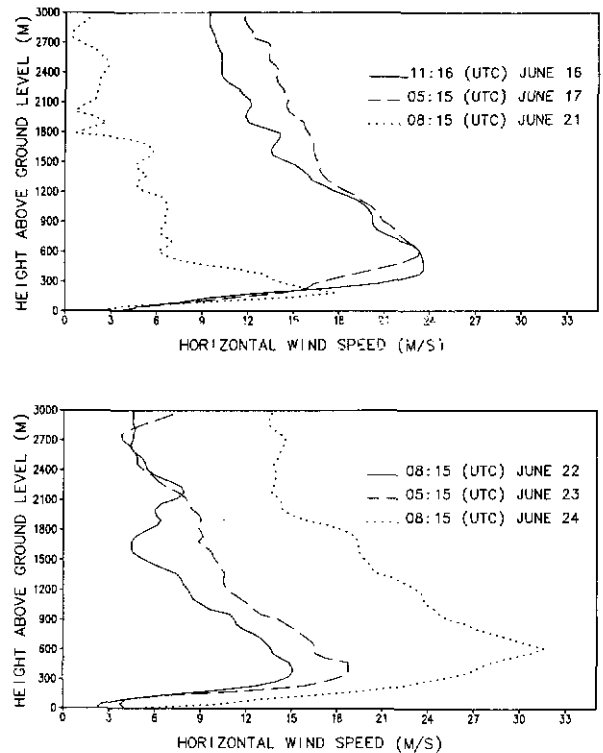 HEIGHT ABOVE GROUND LEVEL (M)
3000
2700
2400
2100
1800
1500
1200
900
600
300
0
11:16 (UTC) JUNE 16
05:15 (UTC) JUNE 17
08:15 (UTC) JUNE 21
0 3 6 9 12 15 18 21 24 27 30 33
HORIZONTAL WIND SPEED (M/S)
HEIGHT ABOVE GROUND LEVEL (M)
3000
2700
2400
2100
1800
1500
1200
900
600
300
0
08:15 (UTC) JUNE 22
05:15 (UTC) JUNE 23
08:15 (UTC) JUNE 24
0 3 6 9 12 15 18 21 24 27 30 33
HORIZONTAL WIND SPEED (M/S)